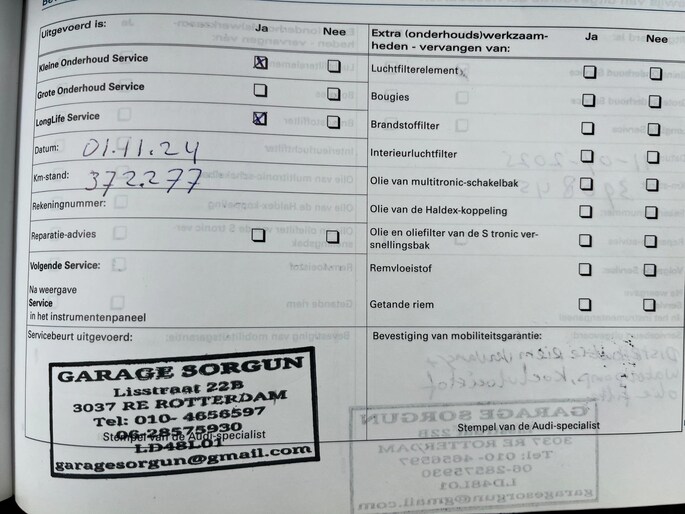 Uitgevoerd is:
Ja Nee
Kleine Onderhoud Service
Grote Onderhoud Service
LongLife Service
Datum: 01.11.24
Km-stand: 372.277
Rekeningnummer:
Reparatie-advies
Volgende Service:
Na weergave
Service
in het instrumentenpaneel
Servicebeurt uitgevoerd:
GARAGE SORGUN
Lisstraat 22B
3037 RE ROTTERDAM
Tel: 010- 4656597
06-28575930
Stempel van de Audi-specialist
LD48L01
garagesorgun@gmail.com
Extra (onderhouds)werkzaam-
heden - vervangen van:
Ja Nee
Luchtfilterelement
Bougies
Brandstoffilter
Interieurluchtfilter
Olie van multitronic-schakelbak
Olie van de Haldex-koppeling
Olie en oliefilter van de S tronic ver-
snellingsbak
Remvloeistof
Getande riem
Bevestiging van mobiliteitsgarantie:
Stempel van de Audi-specialist